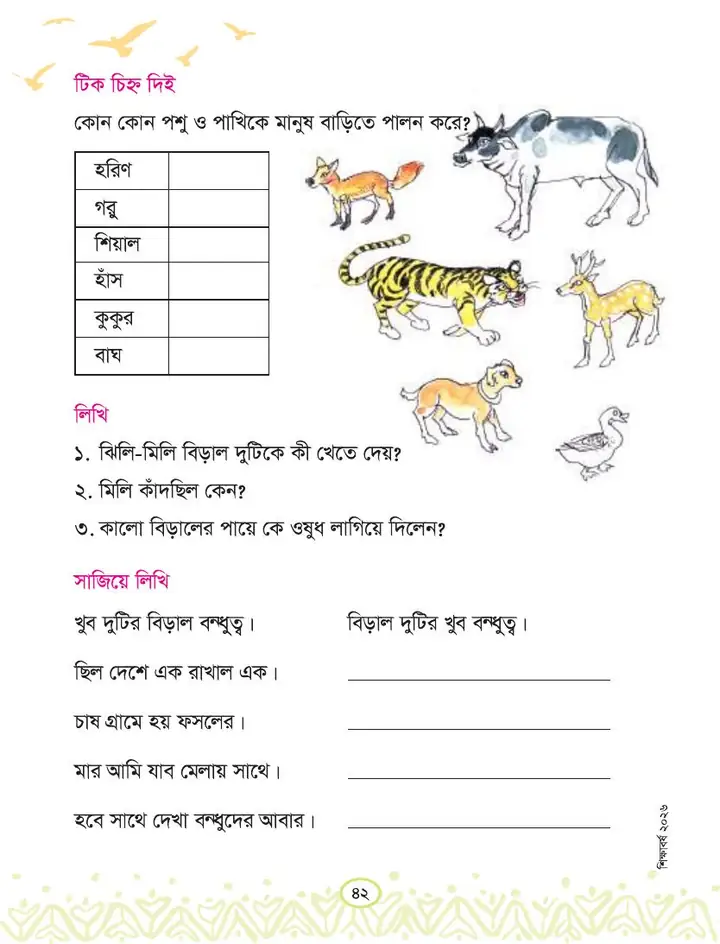 টিক চিহ্ন দিই
কোন কোন পশু ও পাখিকে মানুষ বাড়িতে পালন করে?
হরিণ
গরু
শিয়াল
হাঁস
কুকুর
বাঘ
লিখি
১. ঝিলি-মিলি বিড়াল দুটিকে কী খেতে দেয়?
২. মিলি কাঁদছিল কেন?
৩. কালো বিড়ালের পায়ে কে ওষুধ লাগিয়ে দিলেন?
সাজিয়ে লিখি
খুব দুটির বিড়াল বন্ধুত্ব। বিড়াল দুটির খুব বন্ধুত্ব।
ছিল দেশে এক রাখাল এক।
চাষ গ্রামে হয় ফসলের।
মার আমি যাব মেলায় সাথে।
হবে সাথে দেখা বন্ধুদের আবার।
শিক্ষাবর্ষ ২০২৬
৪২